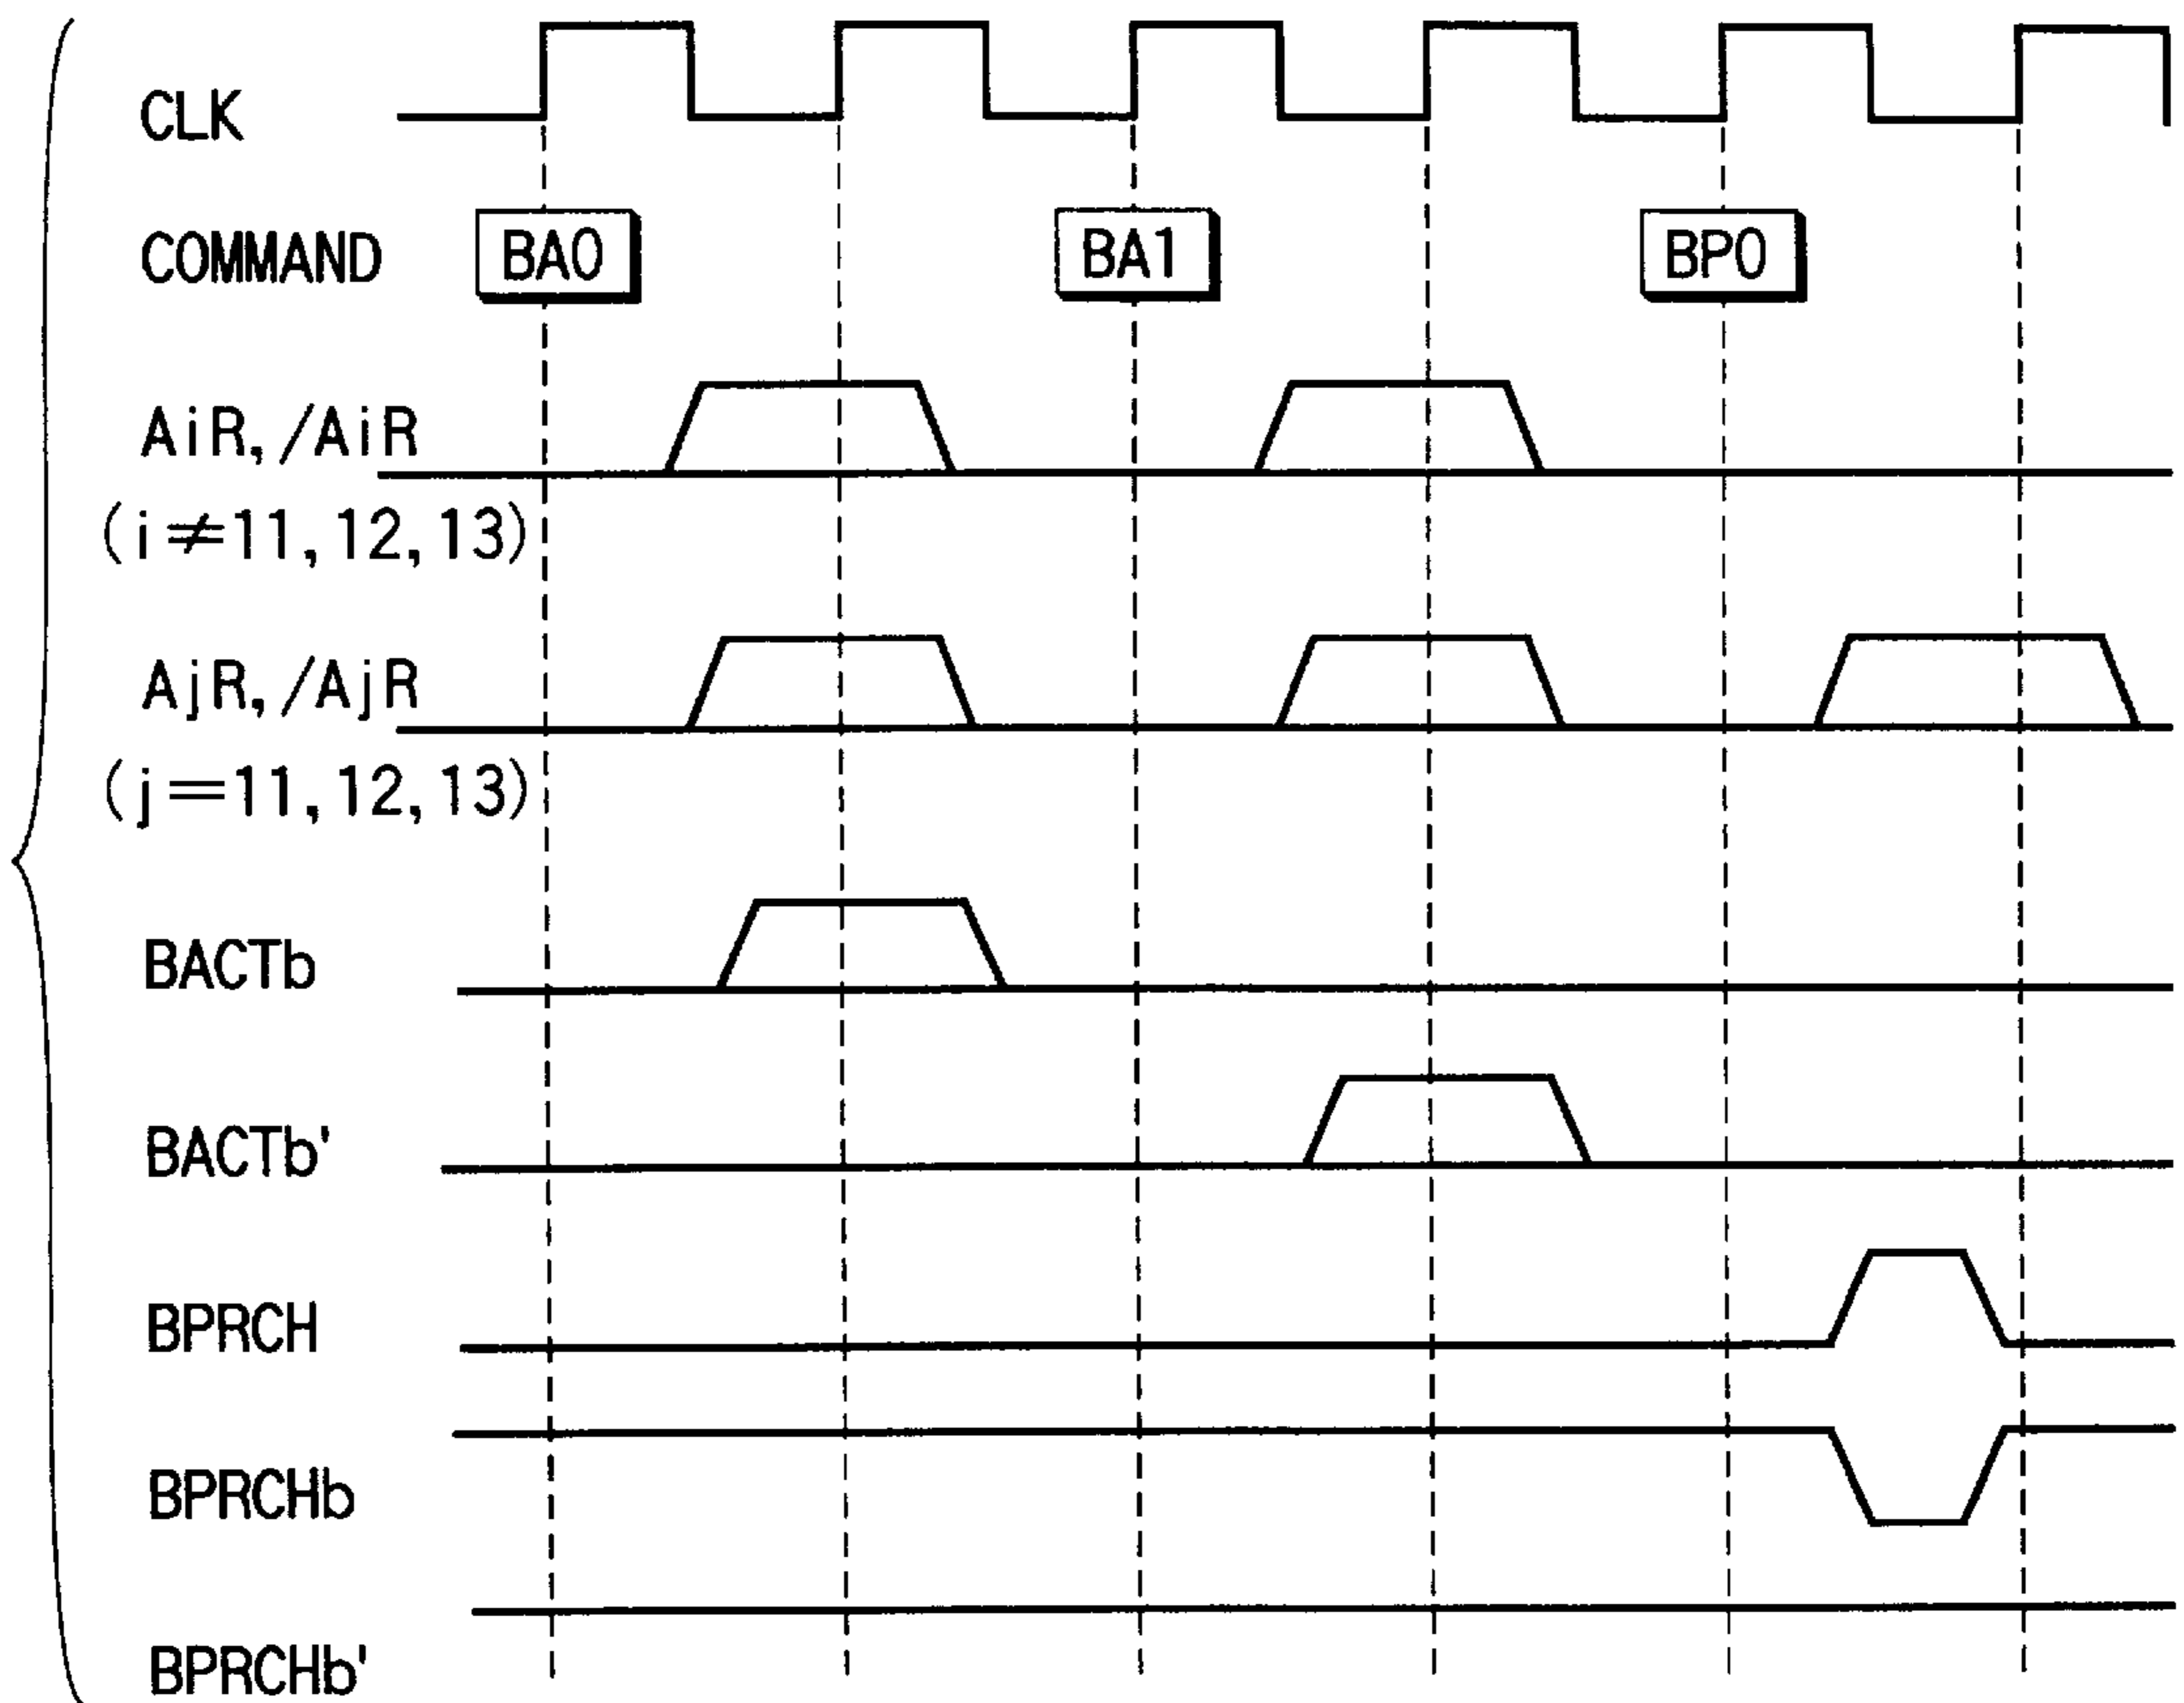 CLK
COMMAND BA0 BA1 BP0
AiR, /AiR
(i≠11, 12, 13)
AjR, /AjR
(j=11, 12, 13)
BACTb
BACTb'
BPRCH
BPRCHb
BPRCHb'